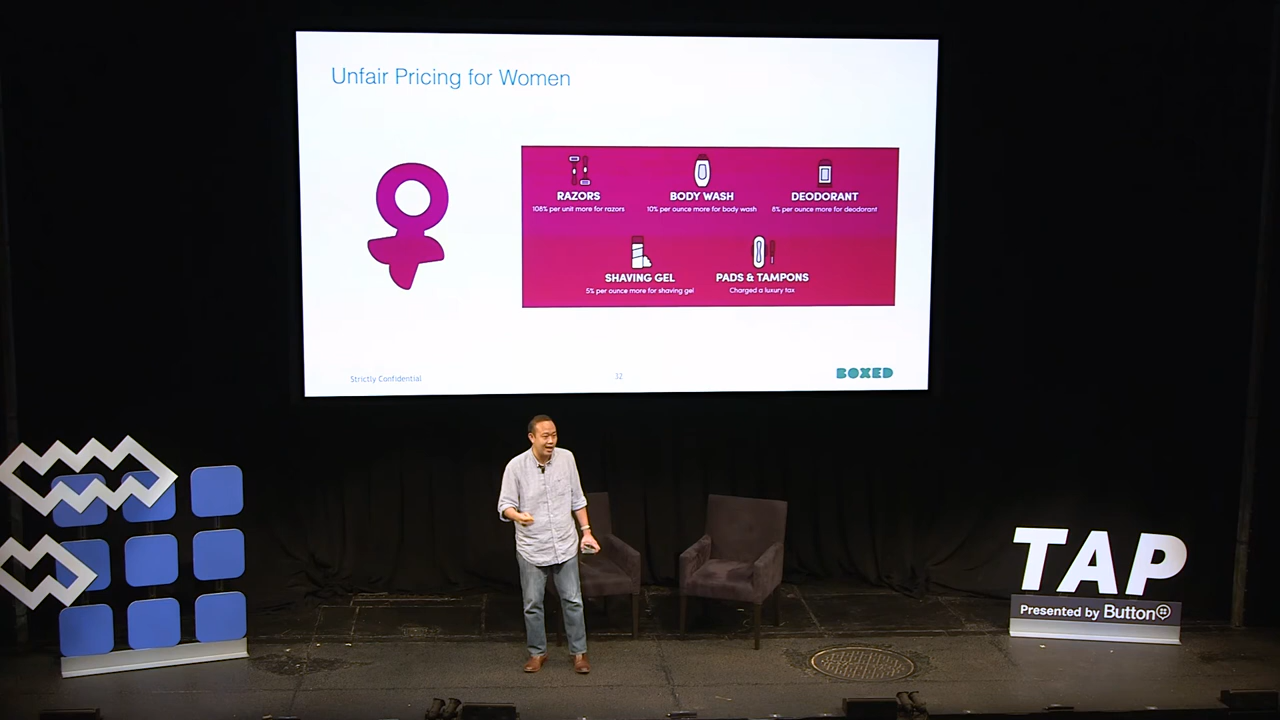 Unfair Pricing for Women
RAZORS
108% per unit more for razors
BODY WASH
10% per ounce more for body wash
DEODORANT
8% per ounce more for deodorant
SHAVING GEL
5% per ounce more for shaving gel
PADS & TAMPONS
Charged a luxury tax
Strictly Confidential
32
BOXED
TAP
Presented by Button